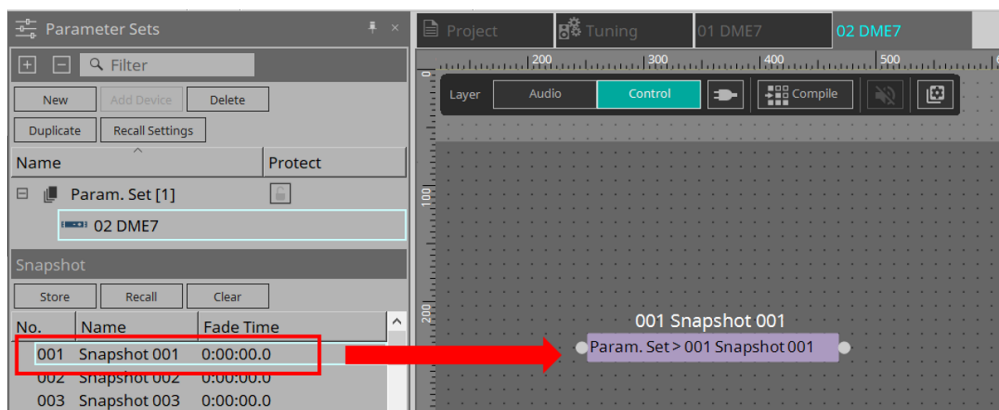 Parameter Sets
Filter
New Add Device Delete
Duplicate Recall Settings
Name Protect
Param. Set [1]
02 DME7
Snapshot
Store Recall Clear
No. Name Fade Time
001 Snapshot 001 0:00:00.0
002 Snapshot 002 0:00:00.0
003 Snapshot 003 0:00:00.0
Project Tuning 01 DME7 02 DME7
200 300 400 500
Layer Audio Control Compile
0
100
200
001 Snapshot 001
Param. Set > 001 Snapshot 001